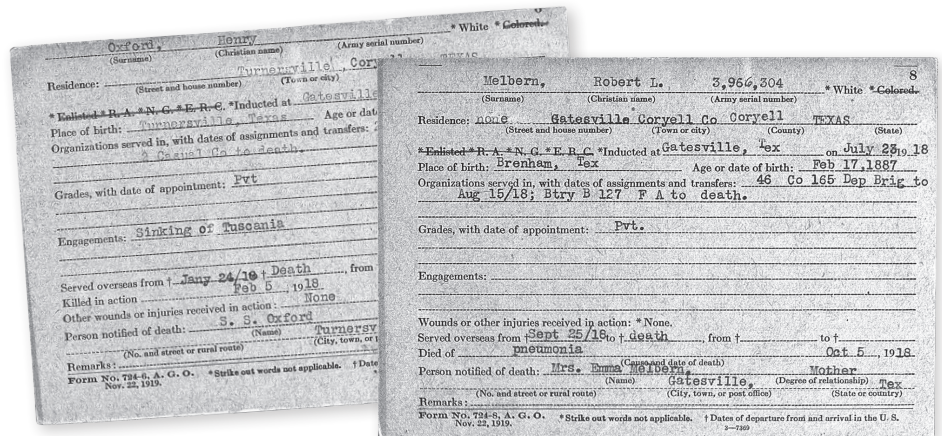 * White * Colored.
Oxford, Henry
(Surname) (Christian name) (Army serial number)
Residence: Turnersville, Coryell TEXAS
(Street and house number) (Town or city)
* Enlisted * R. A. * N. G. * E. R. C. *Inducted at Gatesville
Place of birth: Turnersville, Texas Age or date
Organizations served in, with dates of assignments and transfers:
Casual Co to death.
Grades, with date of appointment: Pvt
Engagements: Sinking of Tuscania
Served overseas from † Jany 24/18 † Death, from
Killed in action Feb 5, 1918
Other wounds or injuries received in action: None
Person notified of death: S. S. Oxford
(Name) Turnersv
(No. and street or rural route) (City, town, or p
Remarks:
Form No. 724-6, A. G. O. *Strike out words not applicable. † Date
Nov. 22, 1919.
8
Melbern, Robert L. 3,966,304 * White * Colored.
(Surname) (Christian name) (Army serial number)
Residence: none Gatesville Coryell Co Coryell TEXAS
(Street and house number) (Town or city) (County) (State)
*Enlisted * R. A. * N. G. * E. R. C. *Inducted at Gatesville, Tex on July 23, 1918
Place of birth: Brenham, Tex Age or date of birth: Feb 17,1887
Organizations served in, with dates of assignments and transfers: 46 Co 165 Dep Brig to
Aug 15/18; Btry B 127 F A to death.
Grades, with date of appointment: Pvt.
Engagements:
Wounds or other injuries received in action: * None.
Served overseas from †Sept 25/18 to † death, from † to †
Died of pneumonia Oct 5, 1918.
(Cause and date of death)
Person notified of death: Mrs. Emma Melbern, Mother
(Name) (Degree of relationship)
Gatesville, Tex
(No. and street or rural route) (City, town, or post office) (State or country)
Remarks:
Form No. 724-8, A. G. O. *Strike out words not applicable. † Dates of departure from and arrival in the U. S.
Nov. 22, 1919. 3—7369